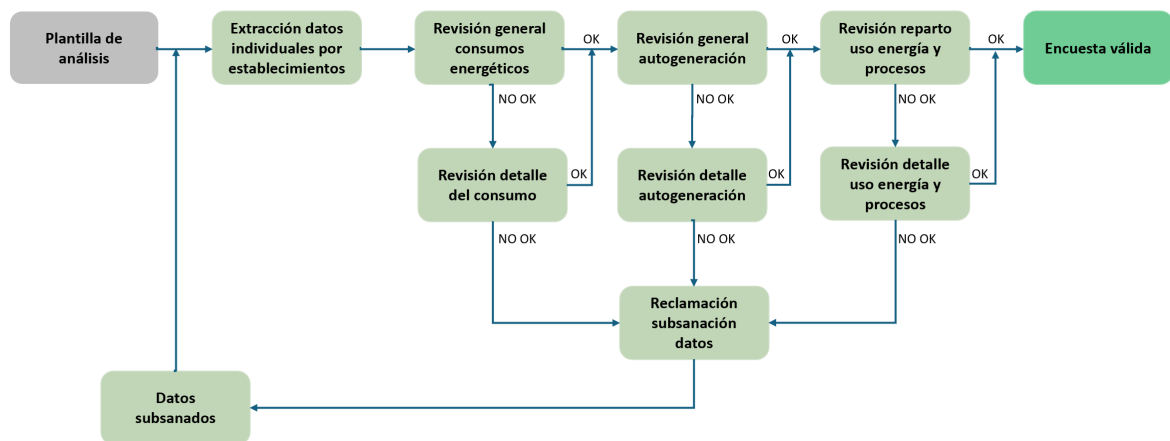 Plantilla de
análisis
Extracción datos
individuales por
establecimientos
Revisión general
consumos
energéticos
OK
Revisión general
autogeneración
OK
Revisión reparto
uso energía y
procesos
OK
Encuesta válida
NO OK
NO OK
NO OK
Revisión detalle
del consumo
OK
Revisión detalle
autogeneración
OK
Revisión detalle
uso energía y
procesos
OK
NO OK
NO OK
NO OK
Reclamación
subsanación
datos
Datos
subsanados